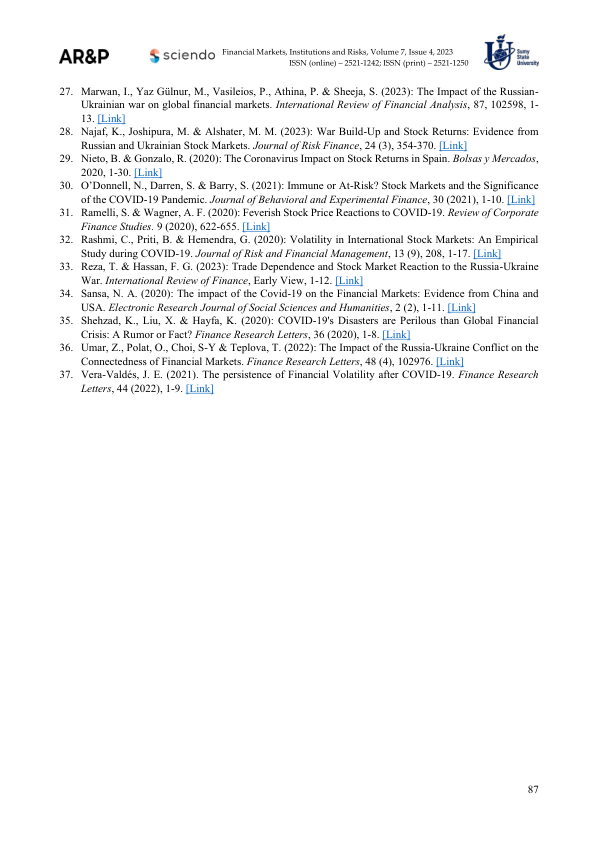 AR&P
sciendo
Financial Markets, Institutions and Risks, Volume 7, Issue 4, 2023
ISSN (online) – 2521-1242; ISSN (print) – 2521-1250
Sumy
State
University
27. Marwan, I., Yaz Gülnur, M., Vasileios, P., Athina, P. & Sheeja, S. (2023): The Impact of the Russian-
Ukrainian war on global financial markets. International Review of Financial Analysis, 87, 102598, 1-
13. [Link]
28. Najaf, K., Joshipura, M. & Alshater, M. M. (2023): War Build-Up and Stock Returns: Evidence from
Russian and Ukrainian Stock Markets. Journal of Risk Finance, 24 (3), 354-370. [Link]
29. Nieto, B. & Gonzalo, R. (2020): The Coronavirus Impact on Stock Returns in Spain. Bolsas y Mercados,
2020, 1-30. [Link]
30. O’Donnell, N., Darren, S. & Barry, S. (2021): Immune or At-Risk? Stock Markets and the Significance
of the COVID-19 Pandemic. Journal of Behavioral and Experimental Finance, 30 (2021), 1-10. [Link]
31. Ramelli, S. & Wagner, A. F. (2020): Feverish Stock Price Reactions to COVID-19. Review of Corporate
Finance Studies. 9 (2020), 622-655. [Link]
32. Rashmi, C., Priti, B. & Hemendra, G. (2020): Volatility in International Stock Markets: An Empirical
Study during COVID-19. Journal of Risk and Financial Management, 13 (9), 208, 1-17. [Link]
33. Reza, T. & Hassan, F. G. (2023): Trade Dependence and Stock Market Reaction to the Russia-Ukraine
War. International Review of Finance, Early View, 1-12. [Link]
34. Sansa, N. A. (2020): The impact of the Covid-19 on the Financial Markets: Evidence from China and
USA. Electronic Research Journal of Social Sciences and Humanities, 2 (2), 1-11. [Link]
35. Shehzad, K., Liu, X. & Hayfa, K. (2020): COVID-19's Disasters are Perilous than Global Financial
Crisis: A Rumor or Fact? Finance Research Letters, 36 (2020), 1-8. [Link]
36. Umar, Z., Polat, O., Choi, S-Y & Teplova, T. (2022): The Impact of the Russia-Ukraine Conflict on the
Connectedness of Financial Markets. Finance Research Letters, 48 (4), 102976. [Link]
37. Vera-Valdés, J. E. (2021). The persistence of Financial Volatility after COVID-19. Finance Research
Letters, 44 (2022), 1-9. [Link]
87